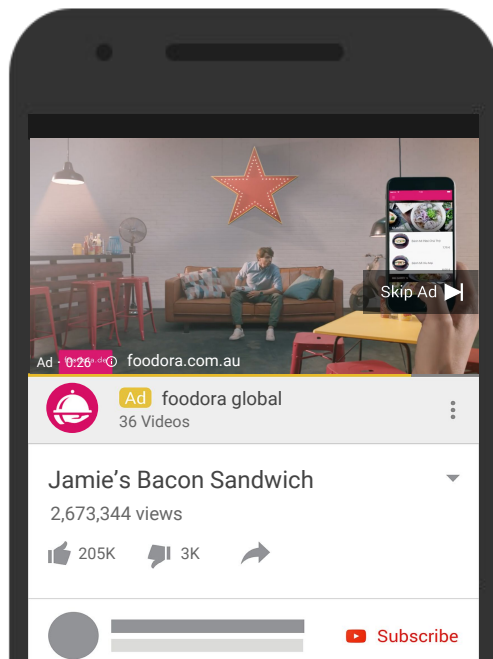 Skip Ad
Ad · 0:26 foodora.com.au
Ad foodora global
36 Videos
Jamie's Bacon Sandwich
2,673,344 views
205K 3K
Subscribe